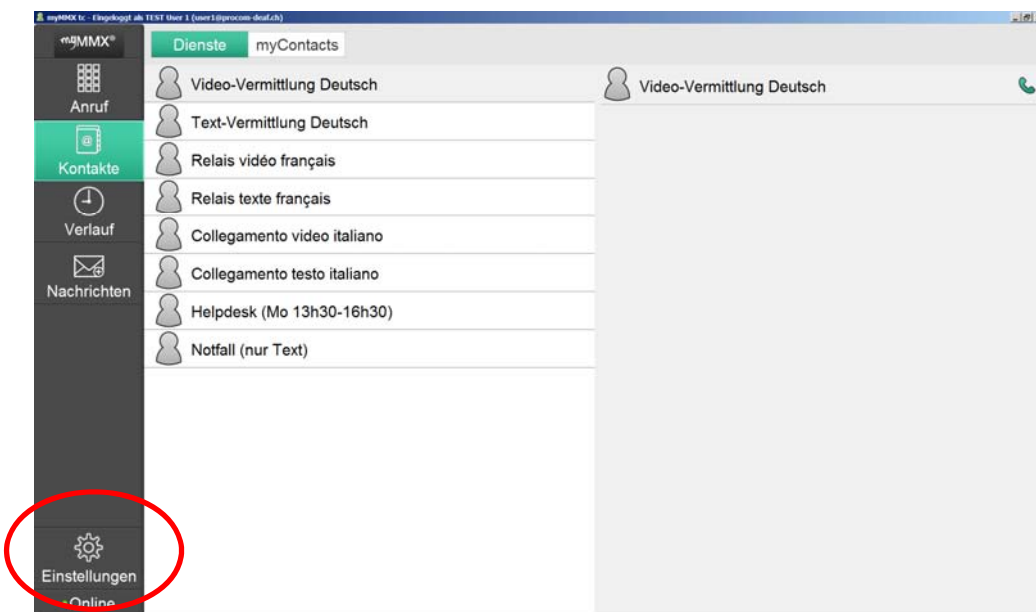 myMMX tc - Eingeloggt als TEST User 1 (user1@procom-deaf.ch)
myMMX®
Dienste myContacts
Anruf
Kontakte
Verlauf
Nachrichten
Video-Vermittlung Deutsch
Text-Vermittlung Deutsch
Relais vidéo français
Relais texte français
Collegamento video italiano
Collegamento testo italiano
Helpdesk (Mo 13h30-16h30)
Notfall (nur Text)
Video-Vermittlung Deutsch
Einstellungen
Online